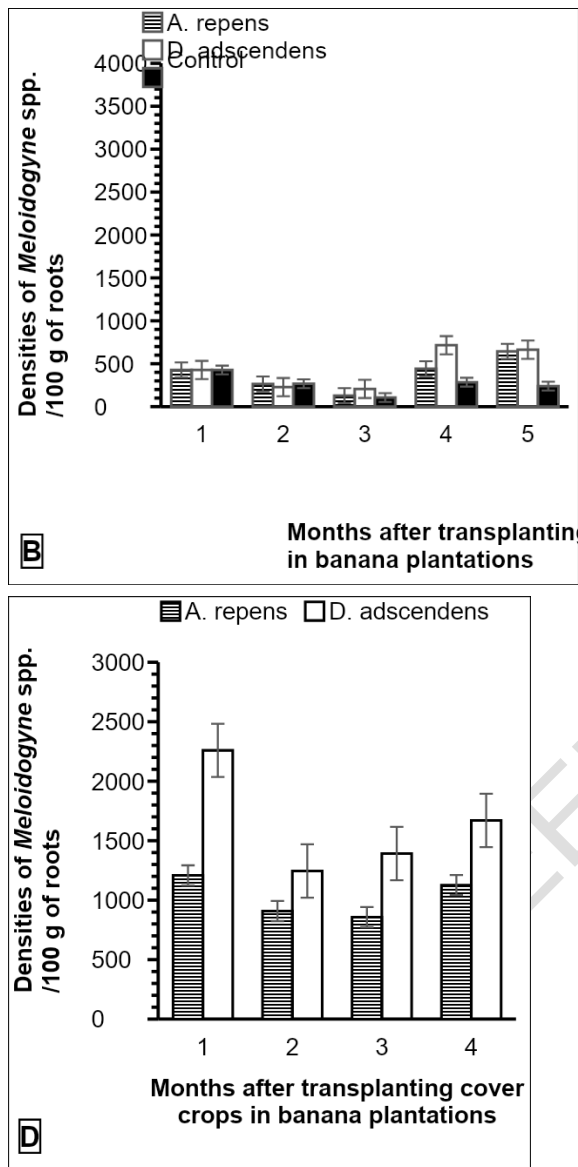 A. repens
D. adscendens
Control
4000
3500
3000
2500
2000
1500
1000
500
0
Densities of Meloidogyne spp.
/100 g of roots
1 2 3 4 5
Months after transplanting
in banana plantations
B
A. repens D. adscendens
3000
2500
2000
1500
1000
500
0
Densities of Meloidogyne spp.
/100 g of roots
1 2 3 4
Months after transplanting cover
crops in banana plantations
D